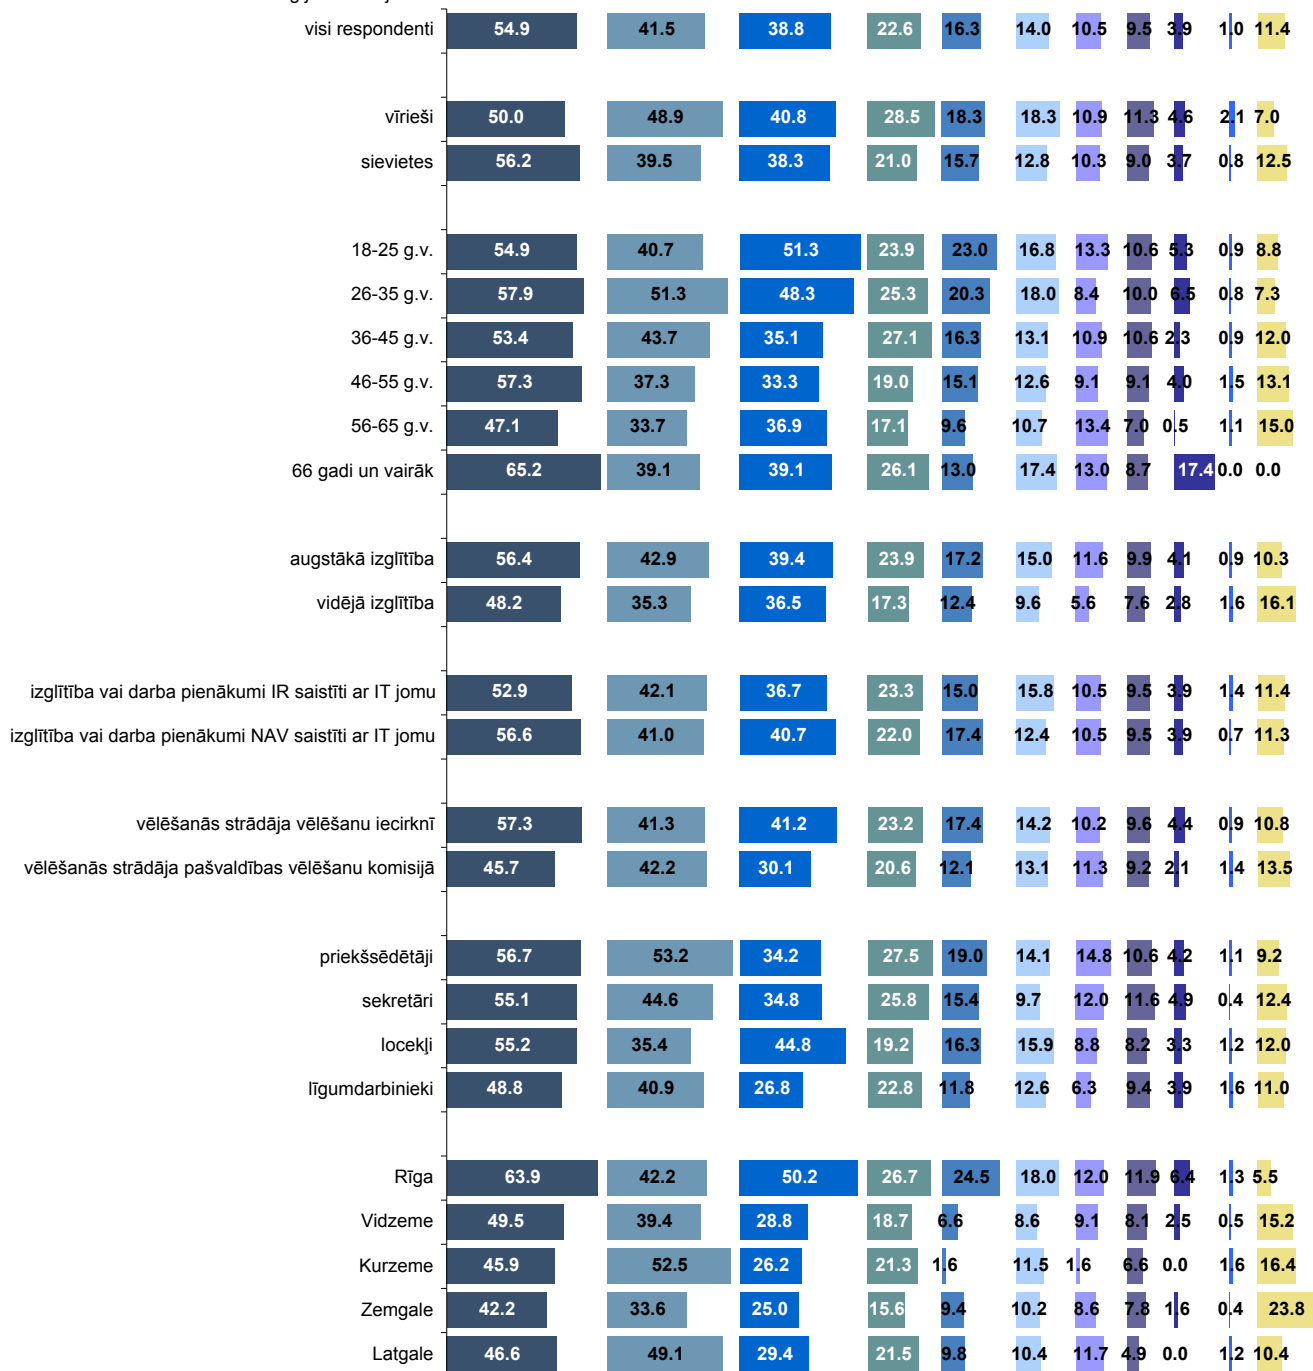 visi respondenti 54.9 41.5 38.8 22.6 16.3 14.0 10.5 9.5 3.9 1.0 11.4
vīrieši 50.0 48.9 40.8 28.5 18.3 18.3 10.9 11.3 4.6 2.1 7.0
sievietes 56.2 39.5 38.3 21.0 15.7 12.8 10.3 9.0 3.7 0.8 12.5
18-25 g.v. 54.9 40.7 51.3 23.9 23.0 16.8 13.3 10.6 5.3 0.9 8.8
26-35 g.v. 57.9 51.3 48.3 25.3 20.3 18.0 8.4 10.0 6.5 0.8 7.3
36-45 g.v. 53.4 43.7 35.1 27.1 16.3 13.1 10.9 10.6 2.3 0.9 12.0
46-55 g.v. 57.3 37.3 33.3 19.0 15.1 12.6 9.1 9.1 4.0 1.5 13.1
56-65 g.v. 47.1 33.7 36.9 17.1 9.6 10.7 13.4 7.0 0.5 1.1 15.0
66 gadi un vairāk 65.2 39.1 39.1 26.1 13.0 17.4 13.0 8.7 17.4 0.0 0.0
augstākā izglītība 56.4 42.9 39.4 23.9 17.2 15.0 11.6 9.9 4.1 0.9 10.3
vidējā izglītība 48.2 35.3 36.5 17.3 12.4 9.6 5.6 7.6 2.8 1.6 16.1
izglītība vai darba pienākumi IR saistīti ar IT jomu 52.9 42.1 36.7 23.3 15.0 15.8 10.5 9.5 3.9 1.4 11.4
izglītība vai darba pienākumi NAV saistīti ar IT jomu 56.6 41.0 40.7 22.0 17.4 12.4 10.5 9.5 3.9 0.7 11.3
vēlēšanās strādāja vēlēšanu iecirknī 57.3 41.3 41.2 23.2 17.4 14.2 10.2 9.6 4.4 0.9 10.8
vēlēšanās strādāja pašvaldības vēlēšanu komisijā 45.7 42.2 30.1 20.6 12.1 13.1 11.3 9.2 2.1 1.4 13.5
priekšsēdētāji 56.7 53.2 34.2 27.5 19.0 14.1 14.8 10.6 4.2 1.1 9.2
sekretāri 55.1 44.6 34.8 25.8 15.4 9.7 12.0 11.6 4.9 0.4 12.4
locekļi 55.2 35.4 44.8 19.2 16.3 15.9 8.8 8.2 3.3 1.2 12.0
līgumdarbinieki 48.8 40.9 26.8 22.8 11.8 12.6 6.3 9.4 3.9 1.6 11.0
Rīga 63.9 42.2 50.2 26.7 24.5 18.0 12.0 11.9 6.4 1.3 5.5
Vidzeme 49.5 39.4 28.8 18.7 6.6 8.6 9.1 8.1 2.5 0.5 15.2
Kurzeme 45.9 52.5 26.2 21.3 1.6 11.5 1.6 6.6 0.0 1.6 16.4
Zemgale 42.2 33.6 25.0 15.6 9.4 10.2 8.6 7.8 1.6 0.4 23.8
Latgale 46.6 49.1 29.4 21.5 9.8 10.4 11.7 4.9 0.0 1.2 10.4